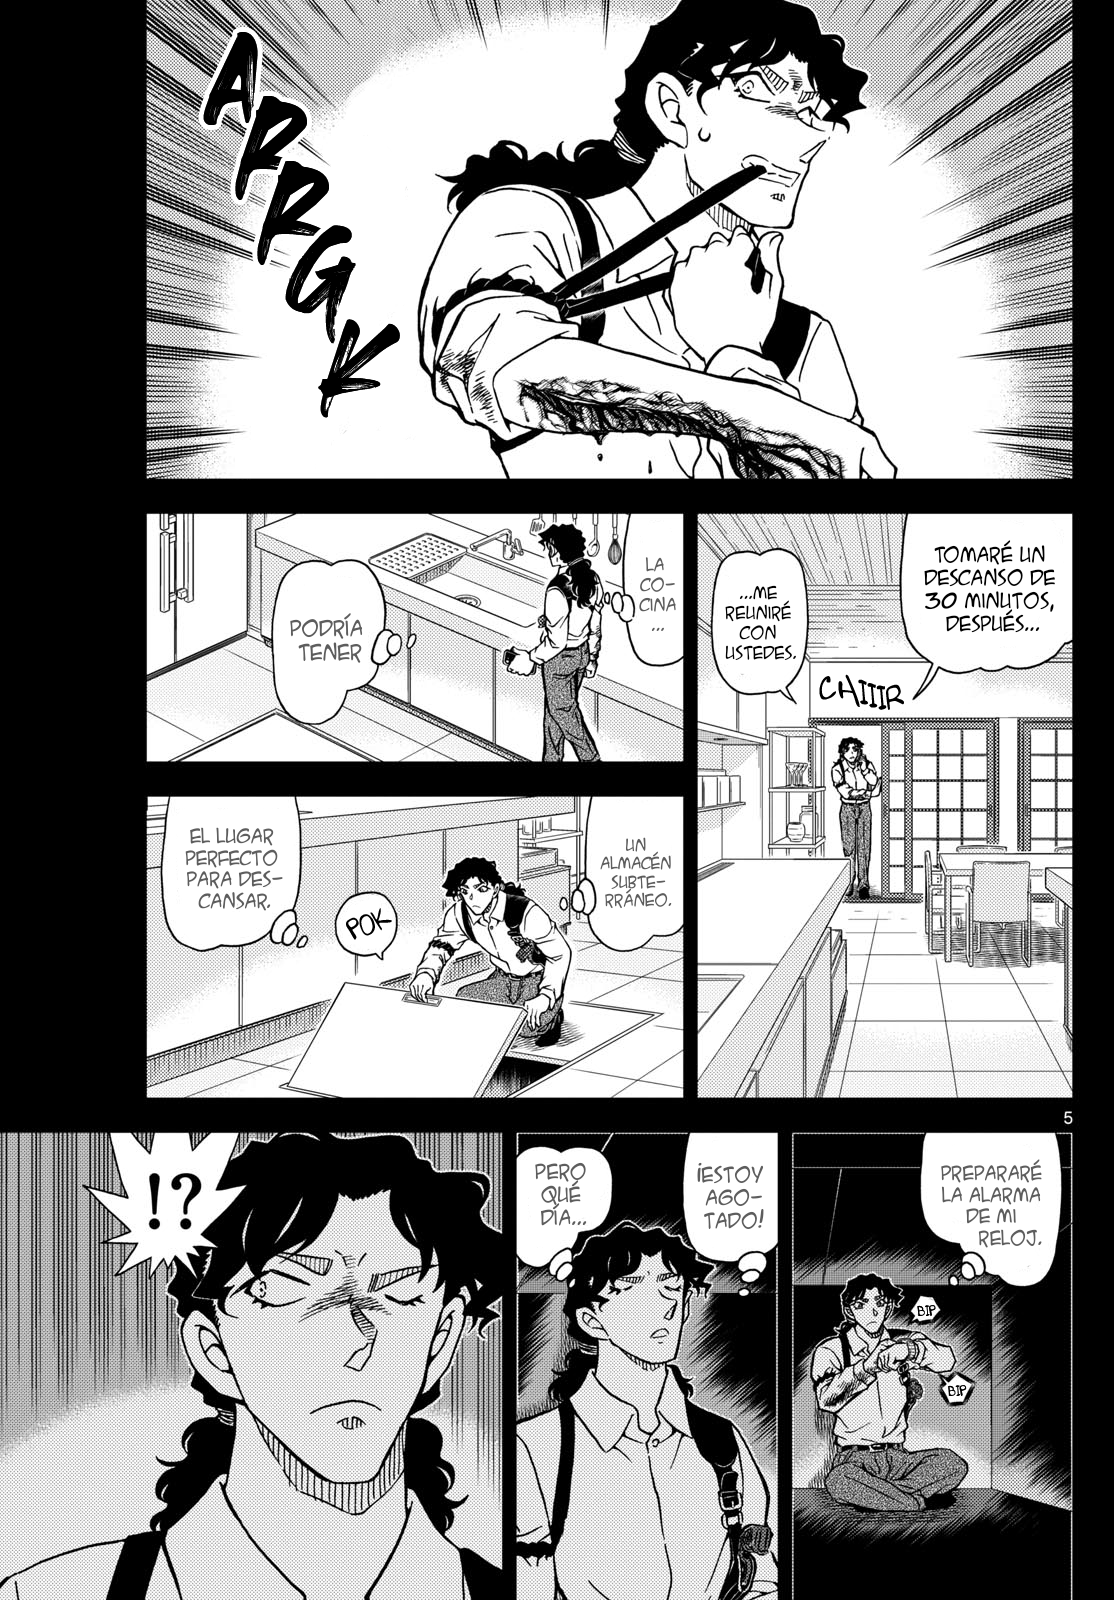 ARRGK
TOMARÉ UN
DESCANSO DE
30 MINUTOS,
DESPUÉS...
...ME
REUNIRÉ
CON
USTEDES.
CHIIIR
LA
CO-
CINA
...
PODRÍA
TENER
UN
ALMACÉN
SUBTE-
RRÁNEO.
POK
EL LUGAR
PERFECTO
PARA DES-
CANSAR.
5
PREPARARÉ
LA ALARMA
DE MI
RELOJ.
BIP
BIP
¡ESTOY
AGO-
TADO!
PERO
QUÉ
DÍA...
!?